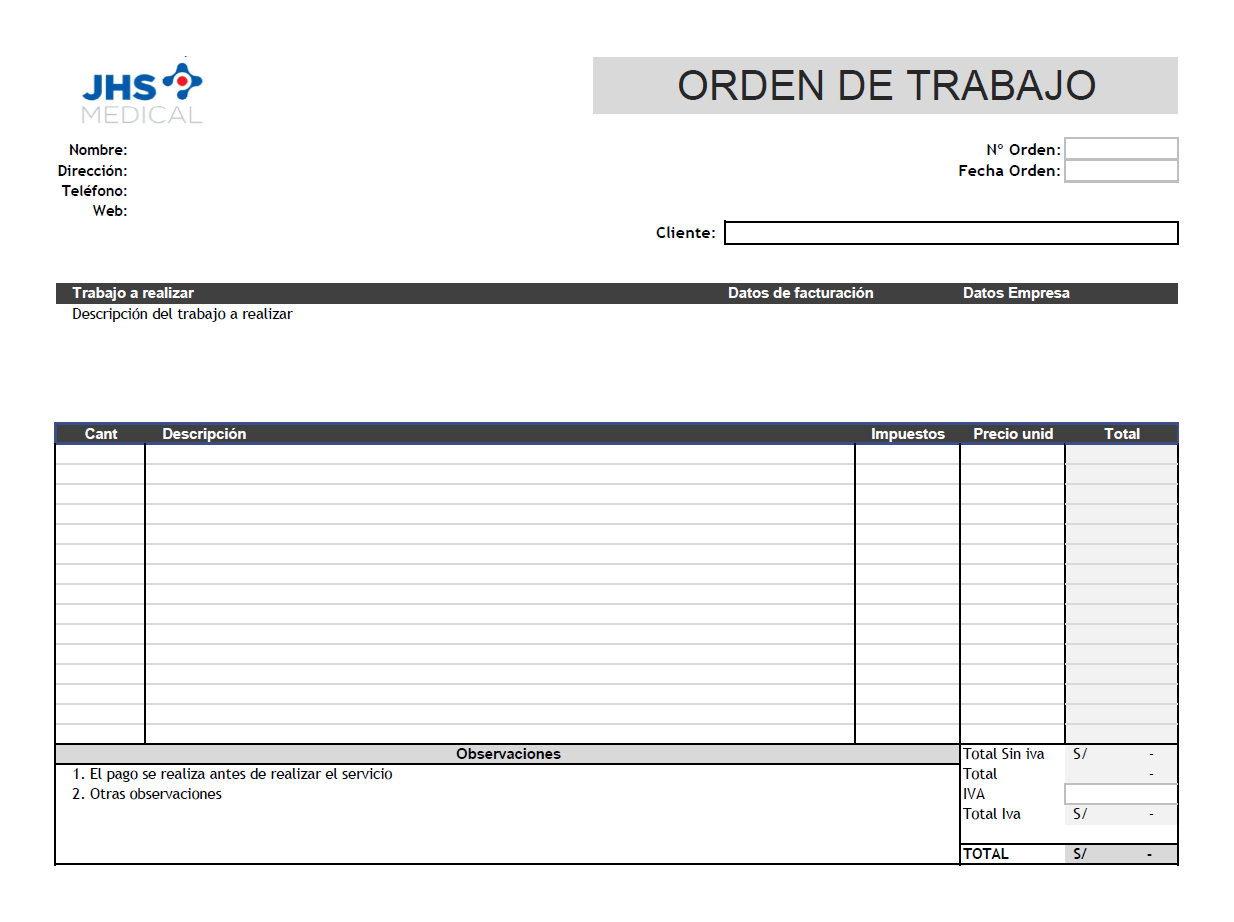 JHS
MEDICAL
ORDEN DE TRABAJO
Nombre:
Dirección:
Teléfono:
Web:
Nº Orden:
Fecha Orden:
Cliente:
Trabajo a realizar Datos de facturación Datos Empresa
Descripción del trabajo a realizar
Cant Descripción Impuestos Precio unid Total
Observaciones
1. El pago se realiza antes de realizar el servicio
2. Otras observaciones
Total Sin iva S/ -
Total -
IVA
Total Iva S/ -
TOTAL S/ -